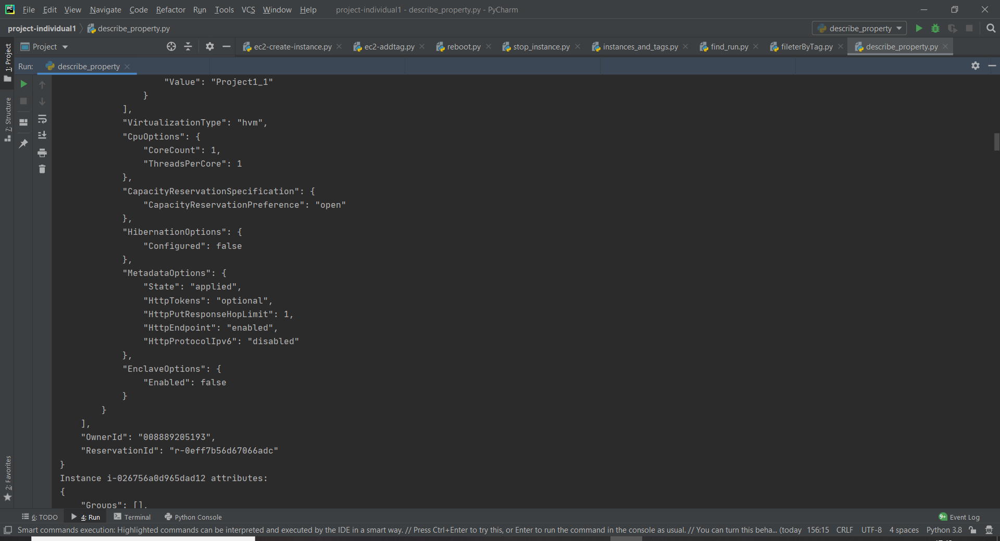 File Edit View Navigate Code Refactor Run Tools VCS Window Help project-individual1 - describe_property.py - PyCharm
project-individual1 describe_property.py describe_property
Project ec2-create-instance.py ec2-addtag.py reboot.py stop_instance.py instances_and_tags.py find_run.py fileterByTag.py describe_property.py
1: Project
Run: describe_property
7: Structure
2: Favorites
"Value": "Project1_1"
}
],
"VirtualizationType": "hvm",
"CpuOptions": {
"CoreCount": 1,
"ThreadsPerCore": 1
},
"CapacityReservationSpecification": {
"CapacityReservationPreference": "open"
},
"HibernationOptions": {
"Configured": false
},
"MetadataOptions": {
"State": "applied",
"HttpTokens": "optional",
"HttpPutResponseHopLimit": 1,
"HttpEndpoint": "enabled",
"HttpProtocolIpv6": "disabled"
},
"EnclaveOptions": {
"Enabled": false
}
}
],
"OwnerId": "008889205193",
"ReservationId": "r-0eff7b56d67066adc"
}
Instance i-026756a0d965dad12 attributes:
{
"Groups": [],
6: TODO 4: Run Terminal Python Console 9+ Event Log
Smart commands execution: Highlighted commands can be interpreted and executed by the IDE in a smart way. // Press Ctrl+Enter to try this, or Enter to run the command in the console as usual. // You can turn this beha... (today 156:15 CRLF UTF-8 4 spaces Python 3.8